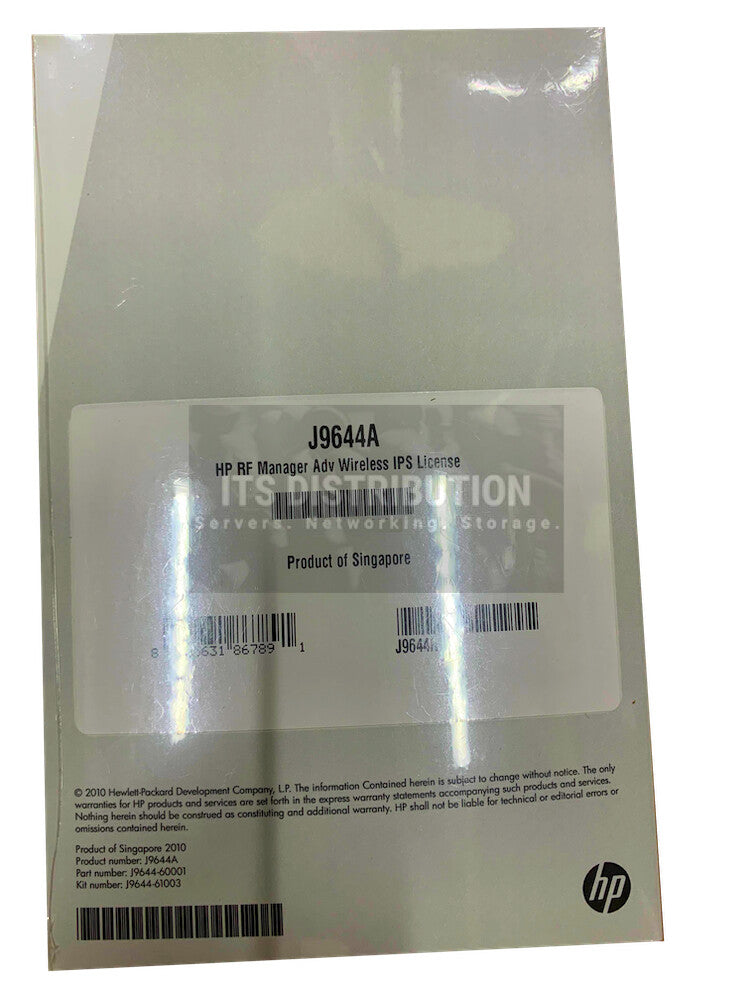 J9644A
HP RF Manager Adv Wireless IPS License
ITS DISTRIBUTION
Servers. Networking. Storage.
Product of Singapore
8 631 86789 1
J9644A
© 2010 Hewlett-Packard Development Company, L.P. The information Contained herein is subject to change without notice. The only
warranties for HP products and services are set forth in the express warranty statements accompanying such products and services.
Nothing herein should be construed as constituting and additional warranty. HP shall not be liable for technical or editorial errors or
omissions contained herein.
Product of Singapore 2010
Product number: J9644A
Part number: J9644-60001
Kit number: J9644-61003
hp